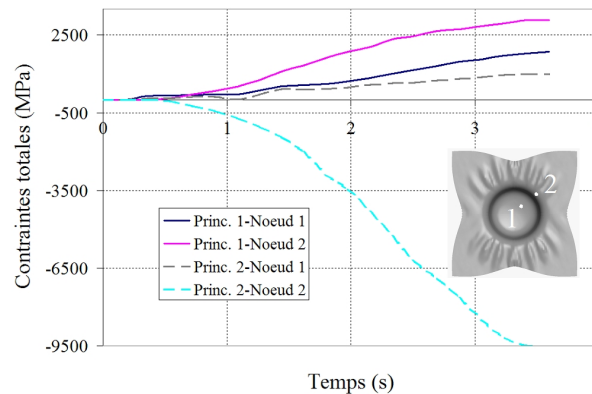 Contraintes totales (MPa)
2500
-500
-3500
-6500
-9500
0
1
2
3
Temps (s)
Princ. 1-Noeud 1
Princ. 1-Noeud 2
Princ. 2-Noeud 1
Princ. 2-Noeud 2
2
1